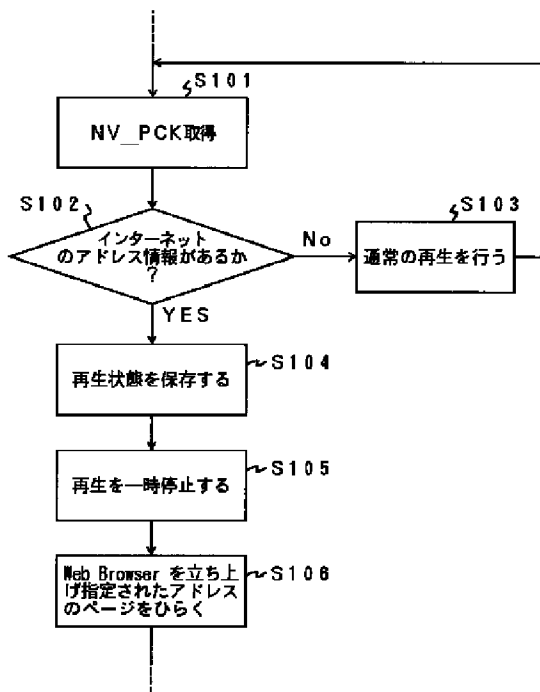 S101
NV_PCK取得
S102
インターネット
のアドレス情報があるか
?
No
S103
通常の再生を行う
YES
再生状態を保存する
S104
再生を一時停止する
S105
Web Browser を立ち上
げ指定されたアドレス
のページをひらく
S106